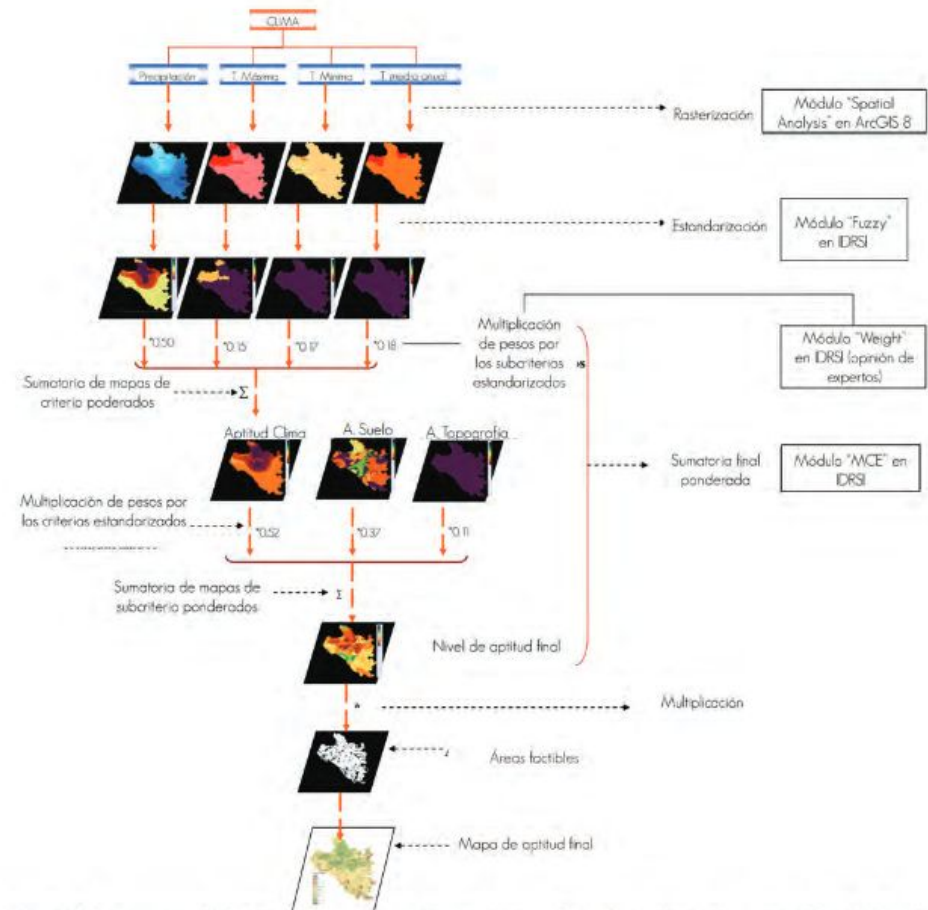 CLIMA
Precipitación
T. Máxima
T. Mínima
T. media anual
Rasterización
Módulo "Spatial
Analysis" en ArcGIS 8
Estandarización
Módulo "Fuzzy"
en IDRSI
*0.50
*0.15
*0.17
*0.18
Multiplicación
de pesos por
los subcriterias
estandarizados
Módulo "Weight"
en IDRSI (opinión de
expertos)
Sumatoria de mapas de
criterio poderados
Σ
Aptitud Clima
A. Suelo
A. Topografía
Sumatoria final
ponderada
Módulo "MCE" en
IDRSI
Multiplicación de pesos por
los criterios estandarizados
*0.52
*0.37
*0.11
Sumatoria de mapas de
subcriterio ponderados
Σ
Nivel de aptitud final
*
Multiplicación
Áreas factibles
Mapa de aptitud final